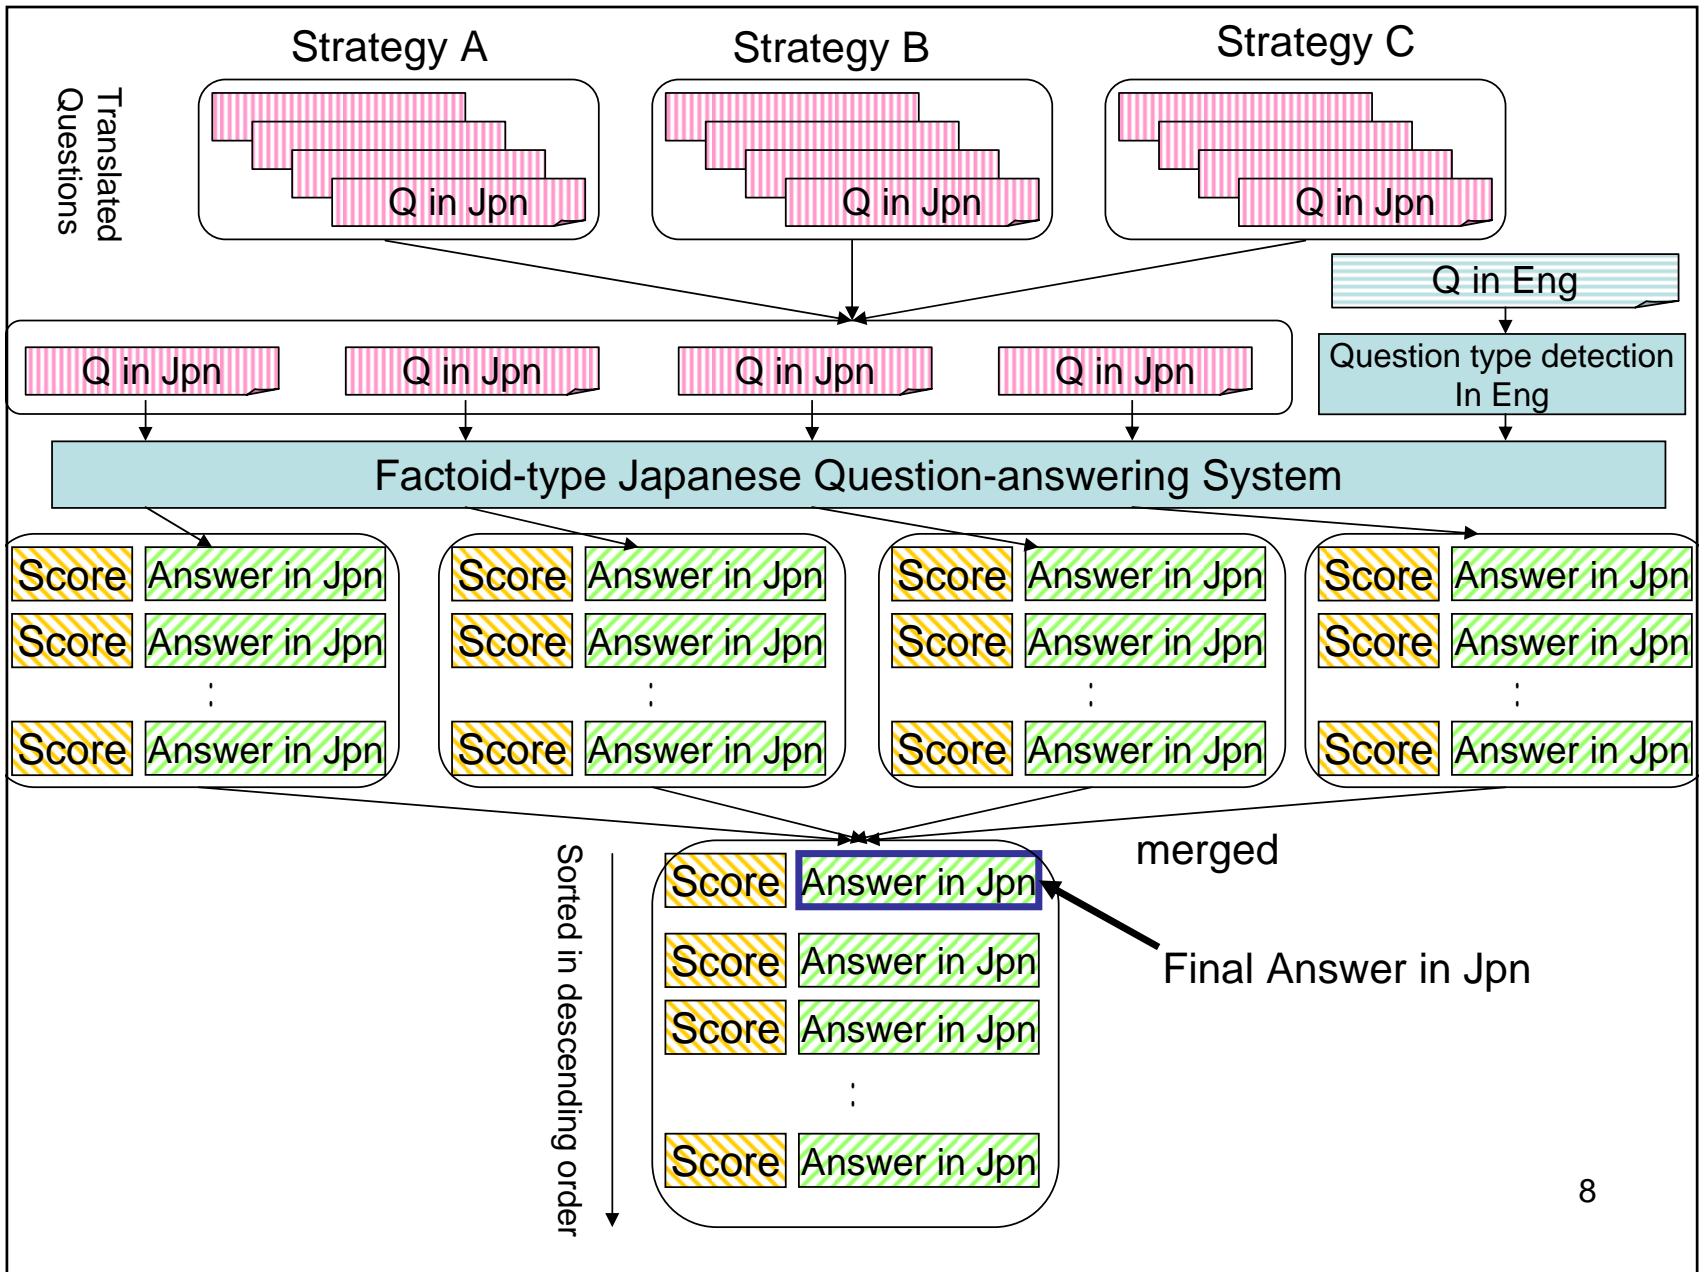 Strategy A
Strategy B
Strategy C
Translated
Questions
Q in Jpn
Q in Jpn
Q in Jpn
Q in Eng
Q in Jpn
Q in Jpn
Q in Jpn
Q in Jpn
Question type detection
In Eng
Factoid-type Japanese Question-answering System
Score Answer in Jpn Score Answer in Jpn Score Answer in Jpn Score Answer in Jpn
Score Answer in Jpn Score Answer in Jpn Score Answer in Jpn Score Answer in Jpn
Score Answer in Jpn Score Answer in Jpn Score Answer in Jpn Score Answer in Jpn
merged
Sorted in descending order
Score Answer in Jpn
Final Answer in Jpn
Score Answer in Jpn
Score Answer in Jpn
Score Answer in Jpn
8